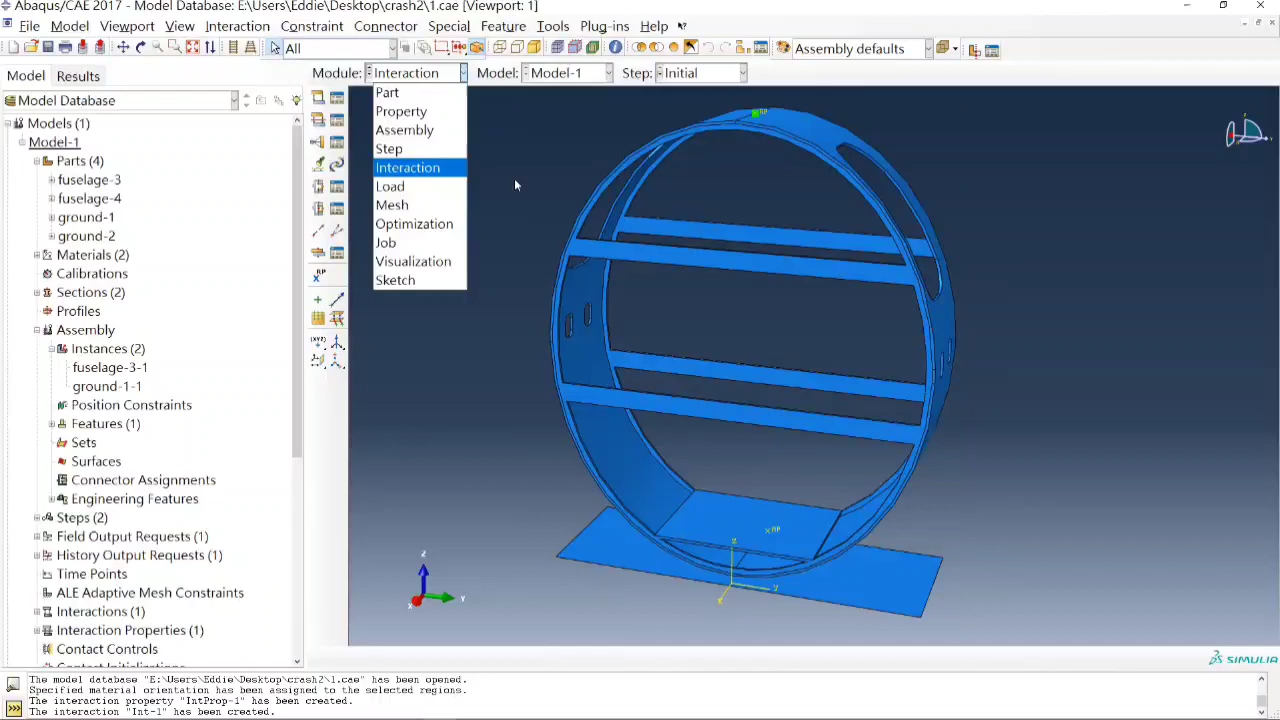 Abaqus/CAE 2017 - Model Database: E:\Users\Eddie\Desktop\crash2\1.cae [Viewport: 1]
File Model Viewport View Interaction Constraint Connector Special Feature Tools Plug-ins Help
All
Assembly defaults
Model Results
Module: Interaction Model: Model-1 Step: Initial
Model Database
Part
Property
Assembly
Step
Interaction
Load
Mesh
Optimization
Job
Visualization
Sketch
Models (1)
Model-1
Parts (4)
fuselage-3
fuselage-4
ground-1
ground-2
Materials (2)
Calibrations
Sections (2)
Profiles
Assembly
Instances (2)
fuselage-3-1
ground-1-1
Position Constraints
Features (1)
Sets
Surfaces
Connector Assignments
Engineering Features
Steps (2)
Field Output Requests (1)
History Output Requests (1)
Time Points
ALE Adaptive Mesh Constraints
Interactions (1)
Interaction Properties (1)
Contact Controls
Contact Initializations
RP
(XYZ)
RP
RP
Z
Y
X
Z
Y
X
SIMULIA
The model database "E:\Users\Eddie\Desktop\crash2\1.cae" has been opened.
Specified material orientation has been assigned to the selected regions.
The interaction property "IntProp-1" has been created.
The interaction "Int-1" has been created.
>>>